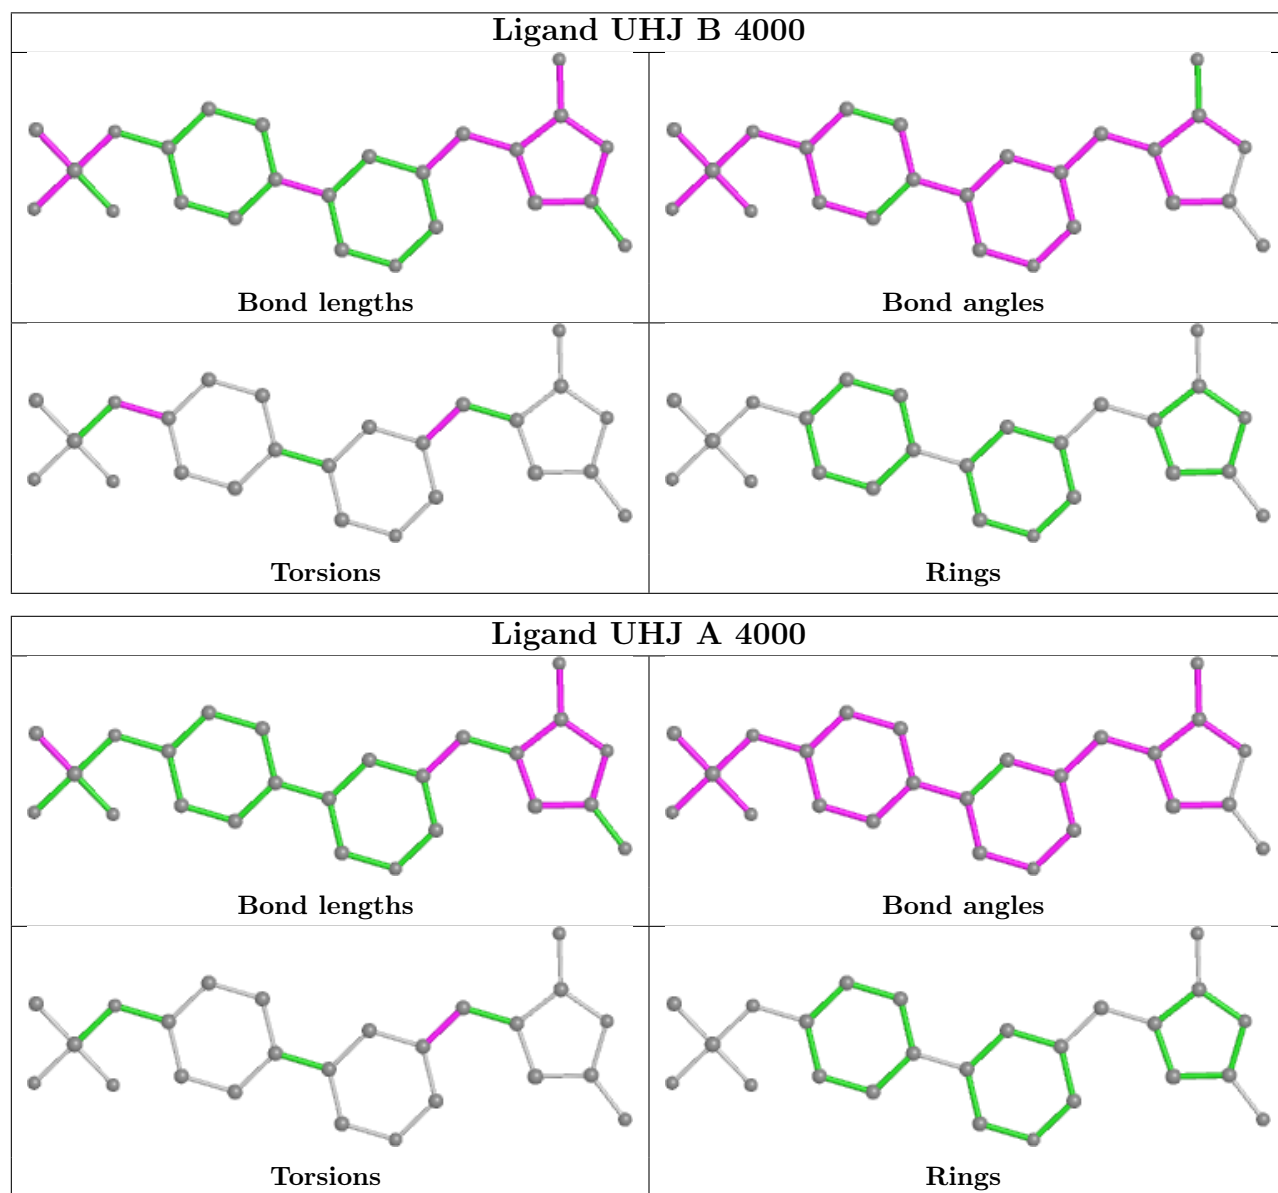 Ligand UHJ B 4000
Bond lengths
Bond angles
Torsions
Rings
Ligand UHJ A 4000
Bond lengths
Bond angles
Torsions
Rings